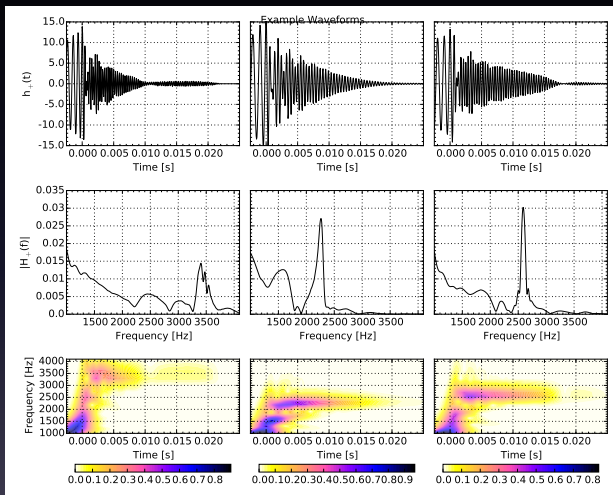 Example Waveforms
15.0
10.0
5.0
0.0
-5.0
-10.0
-15.0
h+(t)
0.000 0.005 0.010 0.015 0.020
0.000 0.005 0.010 0.015 0.020
0.000 0.005 0.010 0.015 0.020
Time [s]
Time [s]
Time [s]
0.035
0.03
0.025
0.02
0.015
0.01
0.005
0.0
|H+(f)|
1500 2000 2500 3000 3500
1500 2000 2500 3000 3500
1500 2000 2500 3000 3500
Frequency [Hz]
Frequency [Hz]
Frequency [Hz]
4000
3500
3000
2500
2000
1500
1000
Frequency [Hz]
0.000 0.005 0.010 0.015 0.020
0.000 0.005 0.010 0.015 0.020
0.000 0.005 0.010 0.015 0.020
Time [s]
Time [s]
Time [s]
0.0 0.1 0.2 0.3 0.4 0.5 0.6 0.7 0.8
0.0 0.1 0.2 0.3 0.4 0.5 0.6 0.7 0.8 0.9
0.0 0.1 0.2 0.3 0.4 0.5 0.6 0.7 0.8